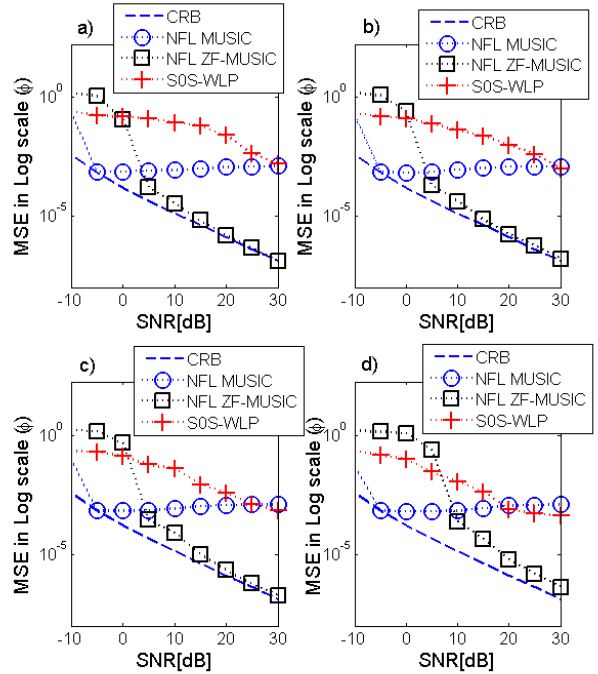 a)
CRB
NFL MUSIC
NFL ZF-MUSIC
S0S-WLP
MSE in Log scale (ϕ)
10^0
10^-5
-10 0 10 20 30
SNR[dB]
b)
CRB
NFL MUSIC
NFL ZF-MUSIC
S0S-WLP
MSE in Log scale (ϕ)
10^0
10^-5
-10 0 10 20 30
SNR[dB]
c)
CRB
NFL MUSIC
NFL ZF-MUSIC
S0S-WLP
MSE in Log scale (ϕ)
10^0
10^-5
-10 0 10 20 30
SNR[dB]
d)
CRB
NFL MUSIC
NFL ZF-MUSIC
S0S-WLP
MSE in Log scale (ϕ)
10^0
10^-5
-10 0 10 20 30
SNR[dB]